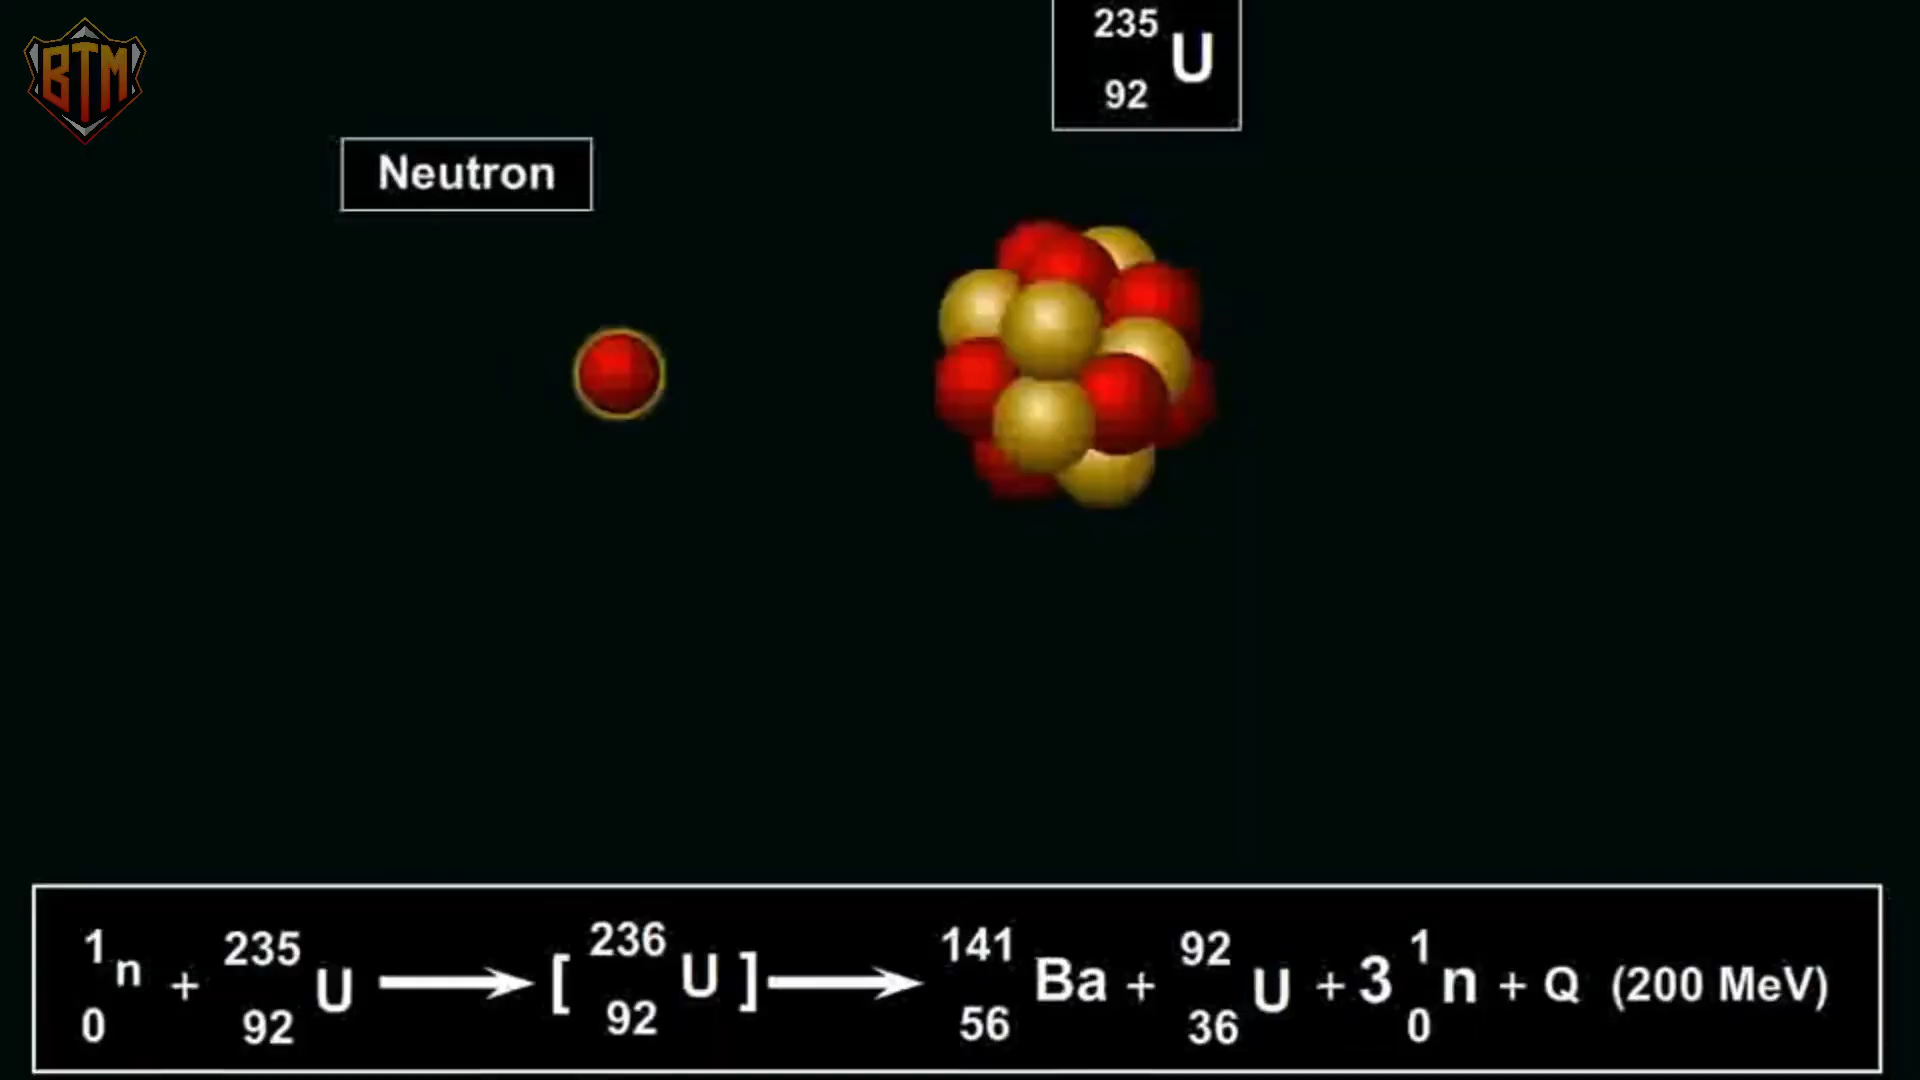 BTM
235
92 U
Neutron
1 0 n + 235 92 U ⟶ [ 236 92 U ] ⟶ 141 56 Ba + 92 36 U + 3 1 0 n + Q (200 MeV)